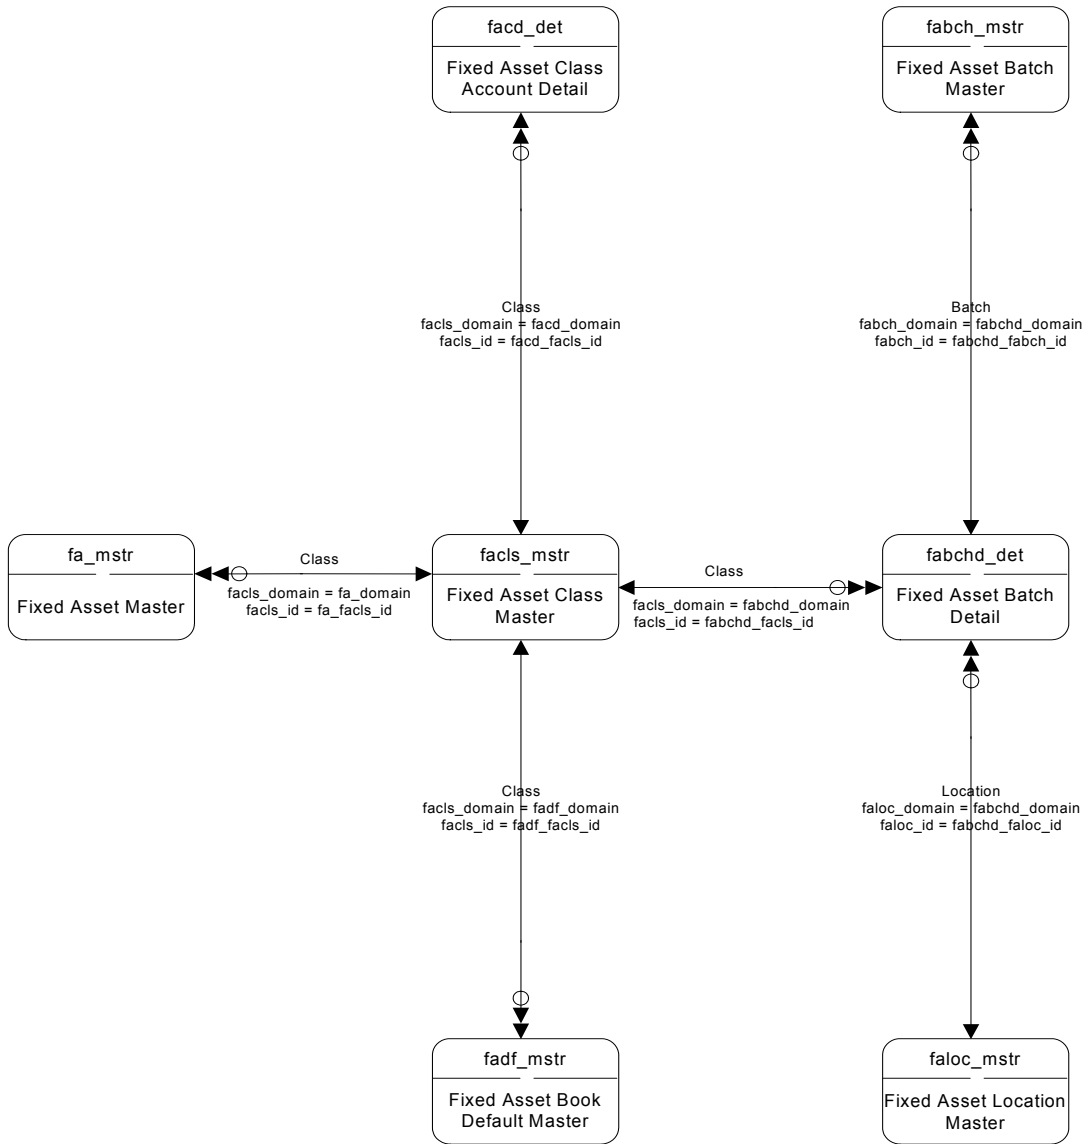 facd_det
Fixed Asset Class
Account Detail
fabch_mstr
Fixed Asset Batch
Master
Class
facls_domain = facd_domain
facls_id = facd_facls_id
Batch
fabch_domain = fabchd_domain
fabch_id = fabchd_fabch_id
fa_mstr
Fixed Asset Master
Class
facls_domain = fa_domain
facls_id = fa_facls_id
facls_mstr
Fixed Asset Class
Master
Class
facls_domain = fabchd_domain
facls_id = fabchd_facls_id
fabchd_det
Fixed Asset Batch
Detail
Class
facls_domain = fadf_domain
facls_id = fadf_facls_id
Location
faloc_domain = fabchd_domain
faloc_id = fabchd_faloc_id
fadf_mstr
Fixed Asset Book
Default Master
faloc_mstr
Fixed Asset Location
Master